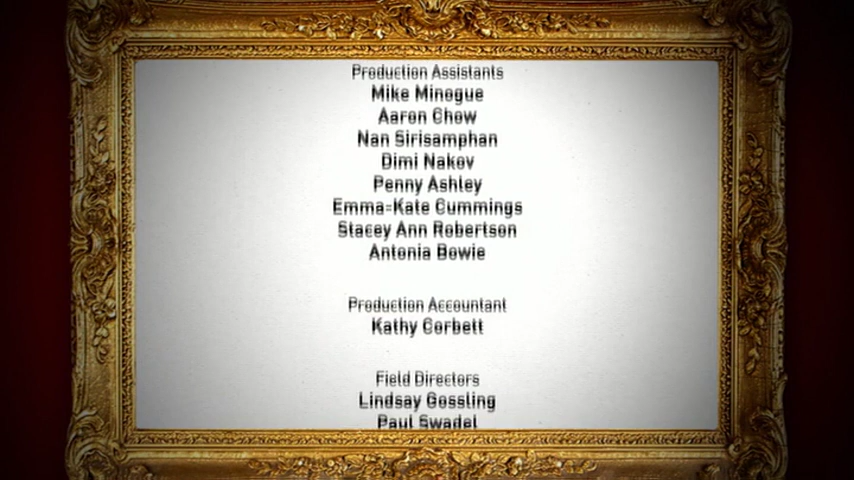 Production Assistants
Mike Minogue
Aaron Chow
Nan Sirisamphan
Dimi Nakov
Penny Ashley
Emma-Kate Cummings
Stacey Ann Robertson
Antonia Bowie
Production Accountant
Kathy Corbett
Field Directors
Lindsay Gossling
Paul Swadel